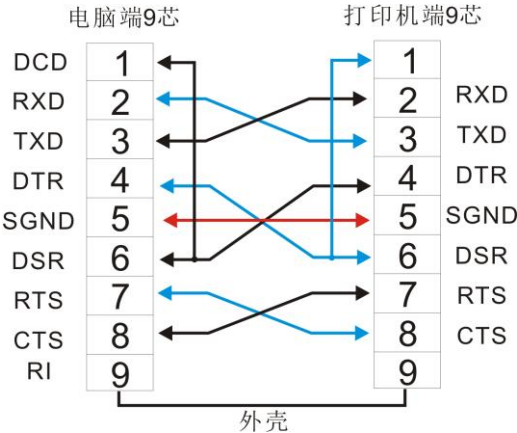 电脑端9芯 打印机端9芯
DCD 1 1
RXD 2 2 RXD
TXD 3 3 TXD
DTR 4 4 DTR
SGND 5 5 SGND
DSR 6 6 DSR
RTS 7 7 RTS
CTS 8 8 CTS
RI 9 9
外壳